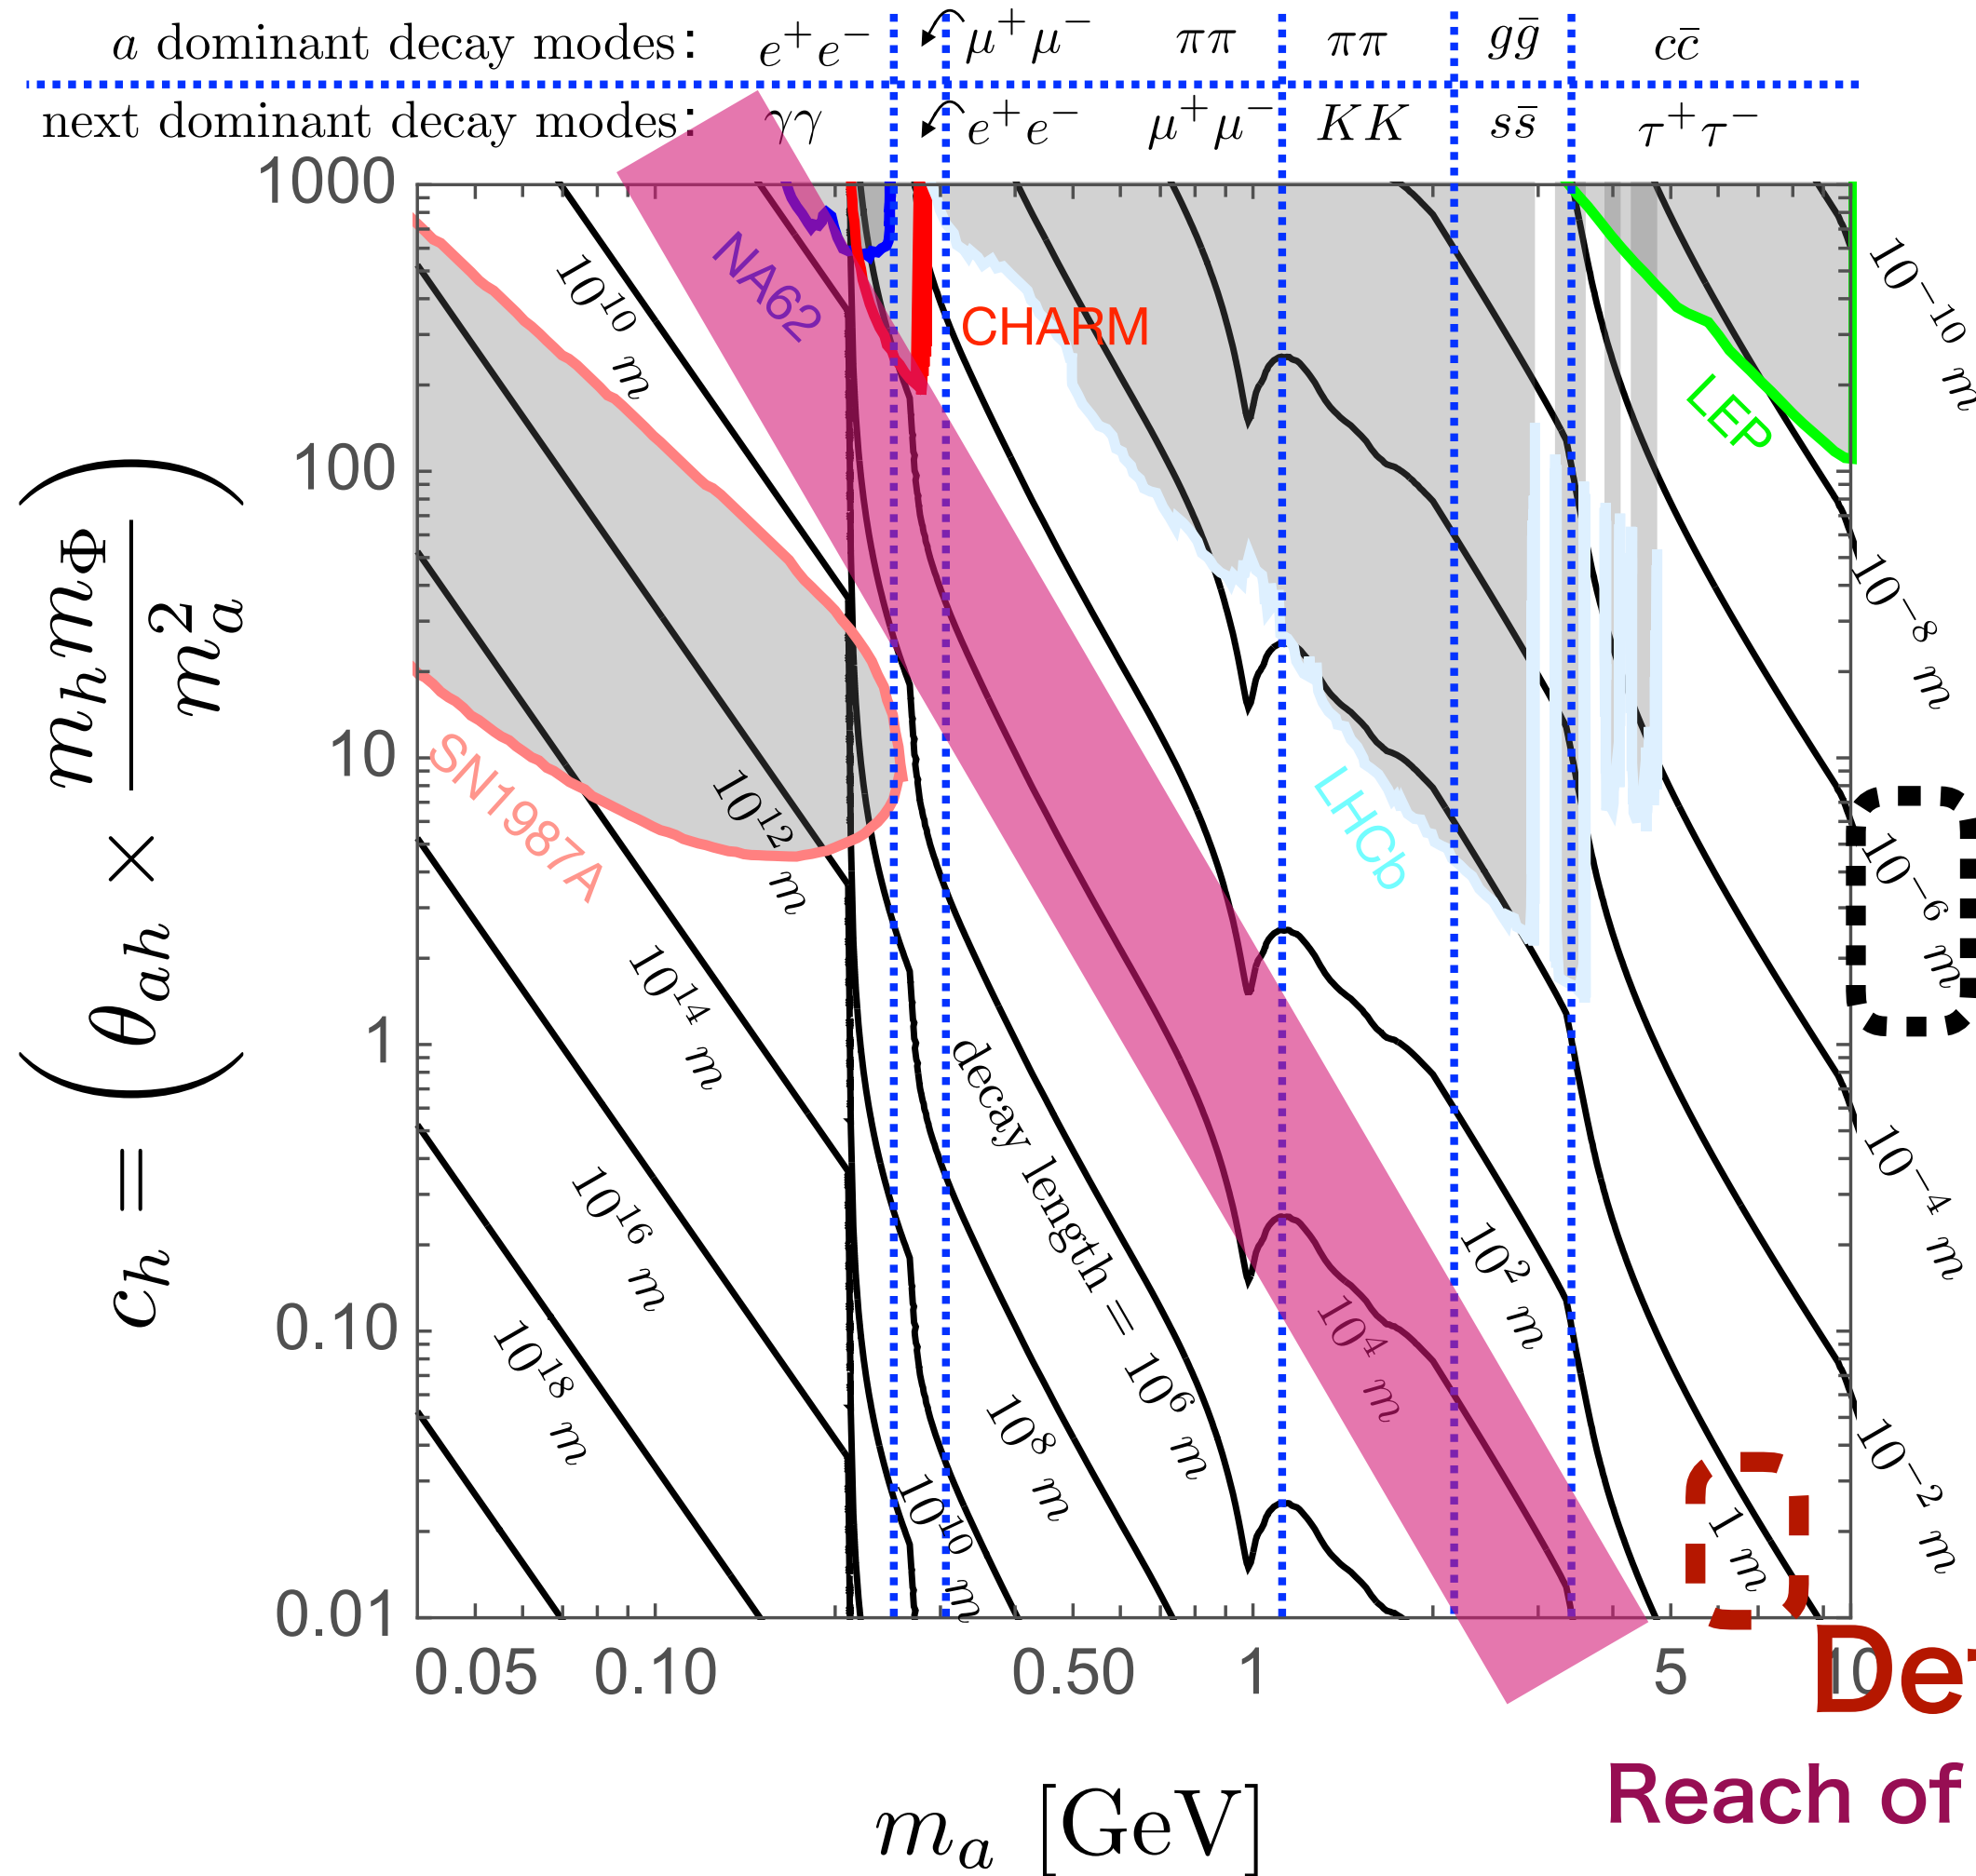 a dominant decay modes: e⁺e⁻ μ⁺μ⁻ ππ ππ gḡ cc̄
next dominant decay modes: γγ e⁺e⁻ μ⁺μ⁻ KK ss̄ τ⁺τ⁻
1000
100
10
1
0.10
0.01
c_h = ( θ_ah × m_h m_Φ / m_a² )
NA62
CHARM
LEP
SN1987A
LHCb
10¹⁰ m
10¹² m
10¹⁴ m
10¹⁶ m
10¹⁸ m
decay length = 10⁶ m
10¹⁰ m
10⁸ m
10⁴ m
10² m
1 m
10⁻¹⁰ m
10⁻⁸ m
10⁻⁶ m
10⁻⁴ m
10⁻² m
0.05 0.10 0.50 1 5 10
m_a [GeV]
Reach of